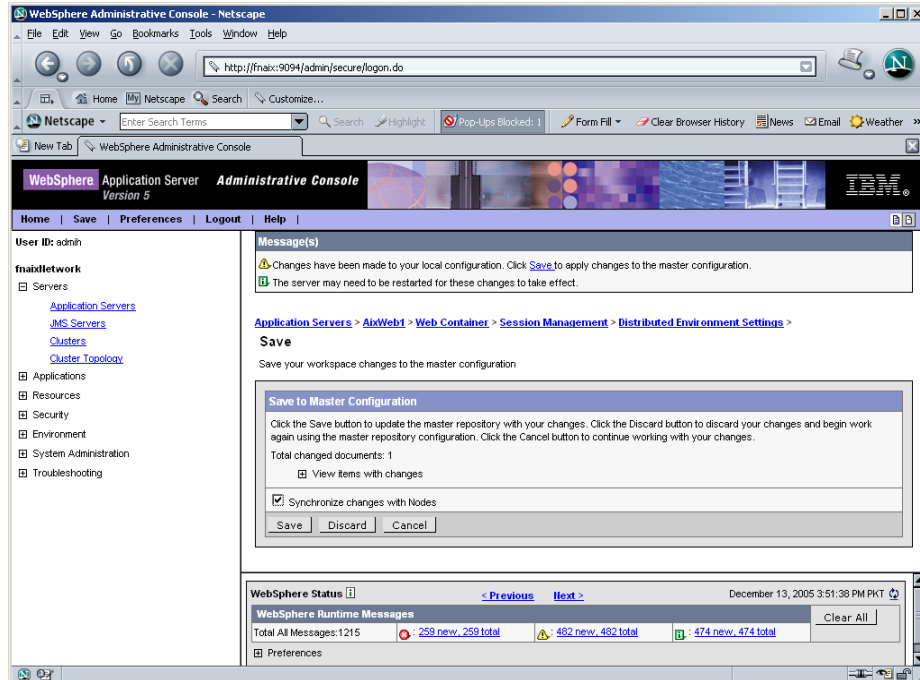 WebSphere Administrative Console - Netscape
File Edit View Go Bookmarks Tools Window Help
http://fnaix:9094/admin/secure/logon.do
Home My Netscape Search Customize...
Netscape Enter Search Terms Search Highlight Pop-Ups Blocked: 1 Form Fill Clear Browser History News Email Weather »
New Tab WebSphere Administrative Console
WebSphere Application Server Administrative Console
Version 5
IBM.
Home | Save | Preferences | Logout | Help |
User ID: admih
fnaixNetwork
Servers
Application Servers
JMS Servers
Clusters
Cluster Topology
Applications
Resources
Security
Environment
System Administration
Troubleshooting
Message(s)
Changes have been made to your local configuration. Click Save to apply changes to the master configuration.
The server may need to be restarted for these changes to take effect.
Application Servers > AixWeb1 > Web Container > Session Management > Distributed Environment Settings >
Save
Save your workspace changes to the master configuration
Save to Master Configuration
Click the Save button to update the master repository with your changes. Click the Discard button to discard your changes and begin work
again using the master repository configuration. Click the Cancel button to continue working with your changes.
Total changed documents: 1
View items with changes
Synchronize changes with Nodes
Save Discard Cancel
WebSphere Status < Previous Next > December 13, 2005 3:51:38 PM PKT
WebSphere Runtime Messages Clear All
Total All Messages:1215 : 259 new, 259 total : 482 new, 482 total : 474 new, 474 total
Preferences